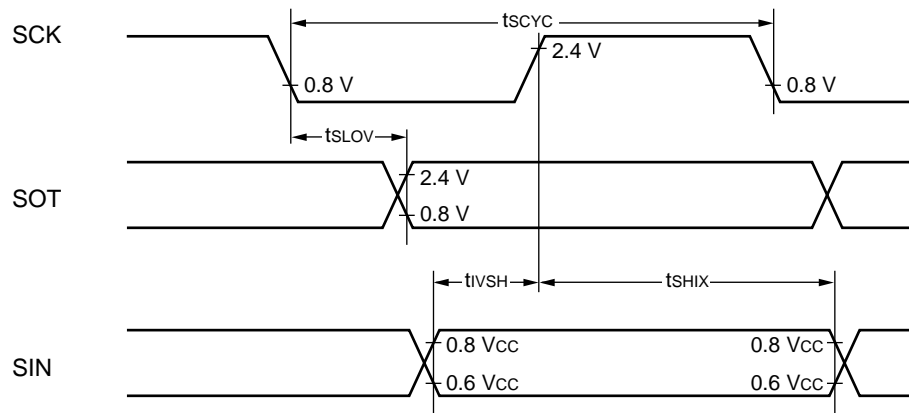 tSCYC
SCK
2.4 V
0.8 V
0.8 V
tSLOV
2.4 V
SOT
0.8 V
tIVSH
tSHIX
0.8 VCC
0.8 VCC
SIN
0.6 VCC
0.6 VCC